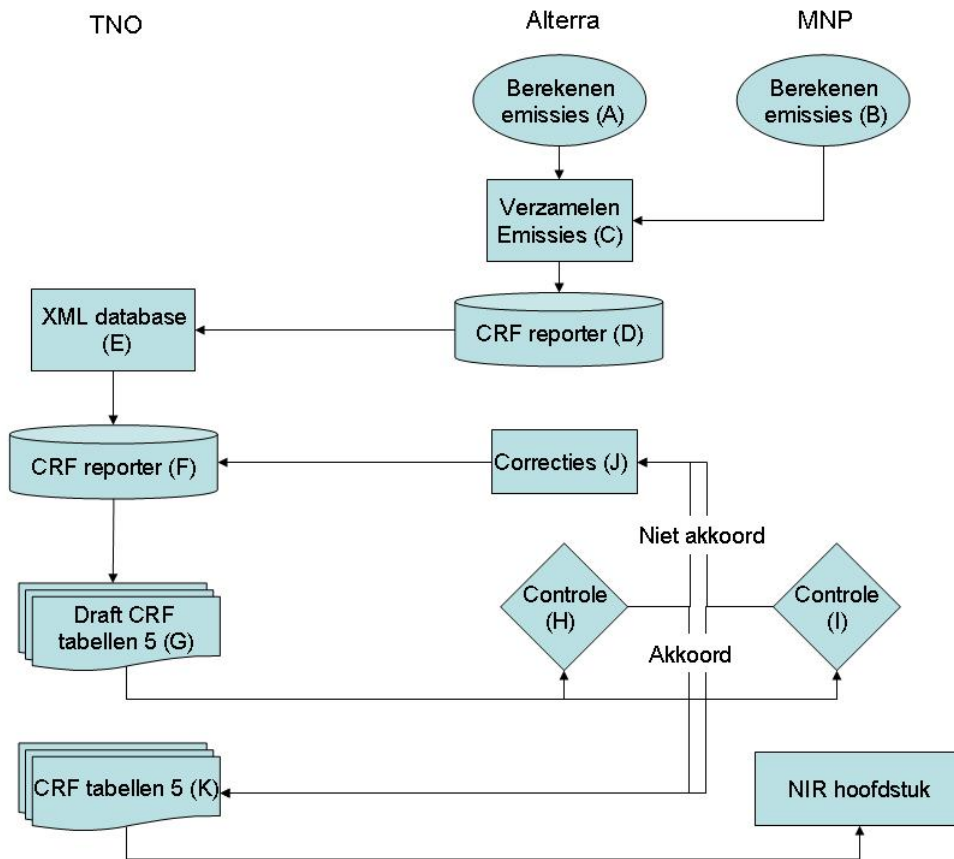 TNO
Alterra
MNP
Berekenen
emissies (A)
Berekenen
emissies (B)
Verzamelen
Emissies (C)
XML database
(E)
CRF reporter (D)
CRF reporter (F)
Correcties (J)
Niet akkoord
Draft CRF
tabellen 5 (G)
Controle
(H)
Controle
(I)
Akkoord
CRF tabellen 5 (K)
NIR hoofdstuk